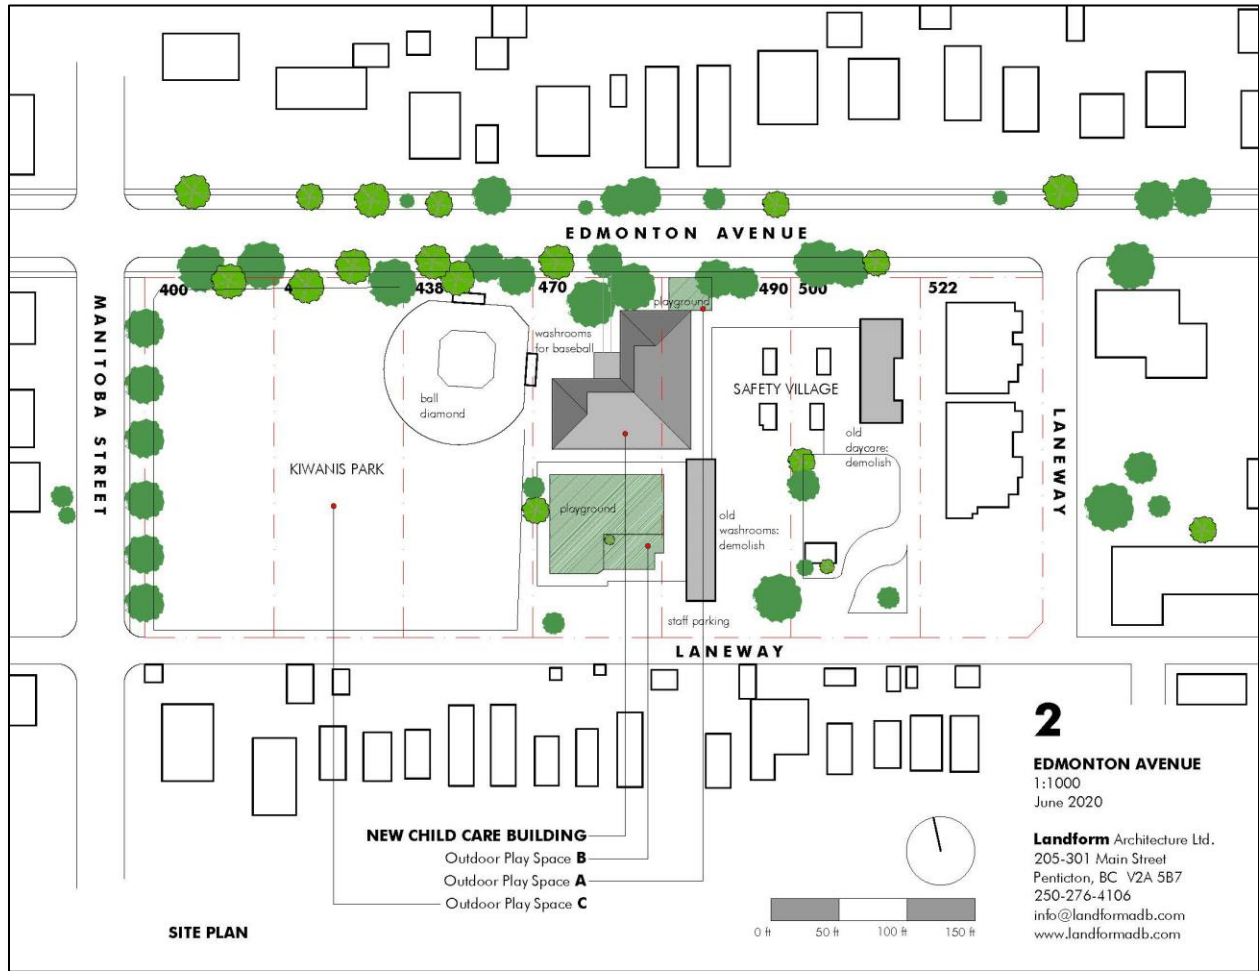 EDMONTON AVENUE
400
4
438
470
490
500
522
playground
MANITOBA STREET
washrooms
for baseball
SAFETY VILLAGE
ball
diamond
old
daycare:
demolish
LANEWAY
KIWANIS PARK
playground
old
washrooms:
demolish
staff parking
LANEWAY
2
EDMONTON AVENUE
1:1000
June 2020
NEW CHILD CARE BUILDING
Outdoor Play Space B
Outdoor Play Space A
Outdoor Play Space C
Landform Architecture Ltd.
205-301 Main Street
Penticton, BC V2A 5B7
250-276-4106
info@landformadb.com
www.landformadb.com
SITE PLAN
0 ft 50 ft 100 ft 150 ft